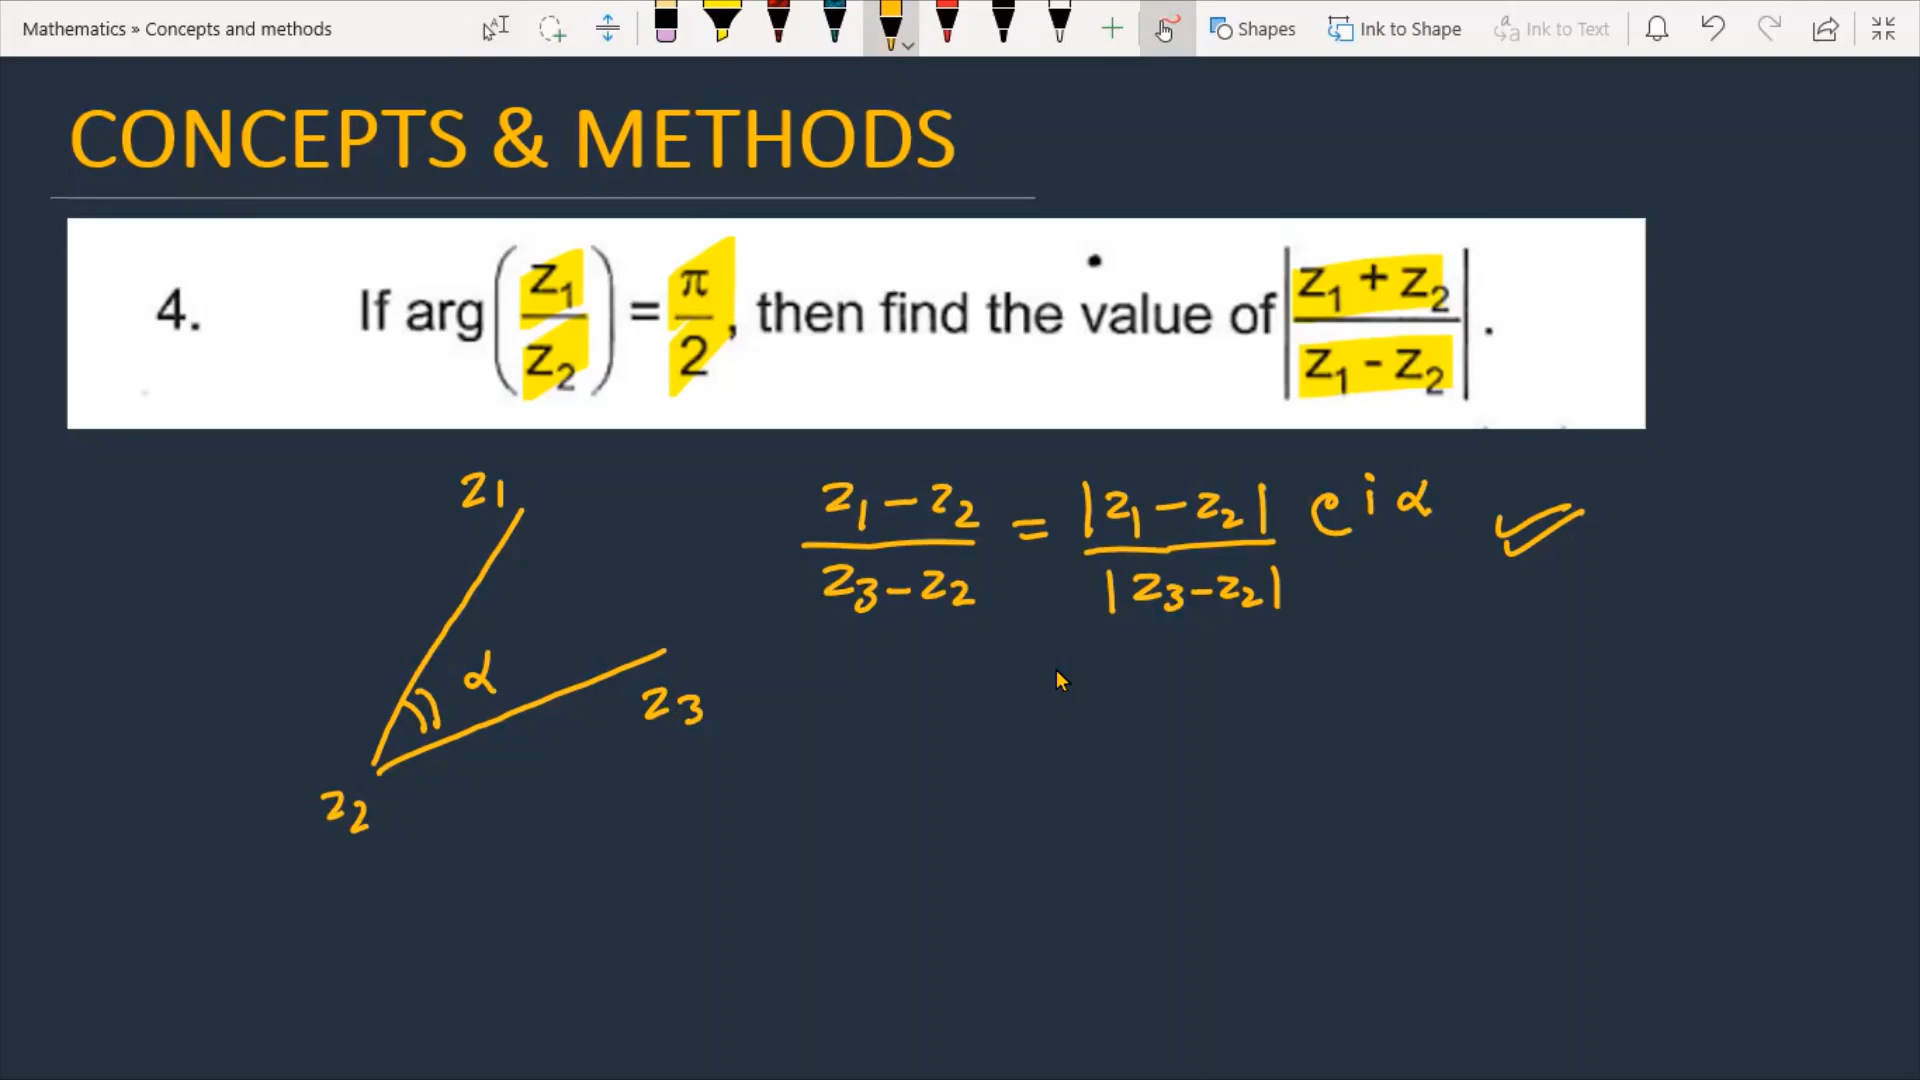 Mathematics » Concepts and methods
Shapes Ink to Shape Ink to Text
CONCEPTS & METHODS
4. If arg(z₁/z₂) = π/2, then find the value of |(z₁ + z₂)/(z₁ - z₂)|.
z₁
(z₁ - z₂)/(z₃ - z₂) = |z₁ - z₂|/|z₃ - z₂| e^{iα}
α
z₃
z₂